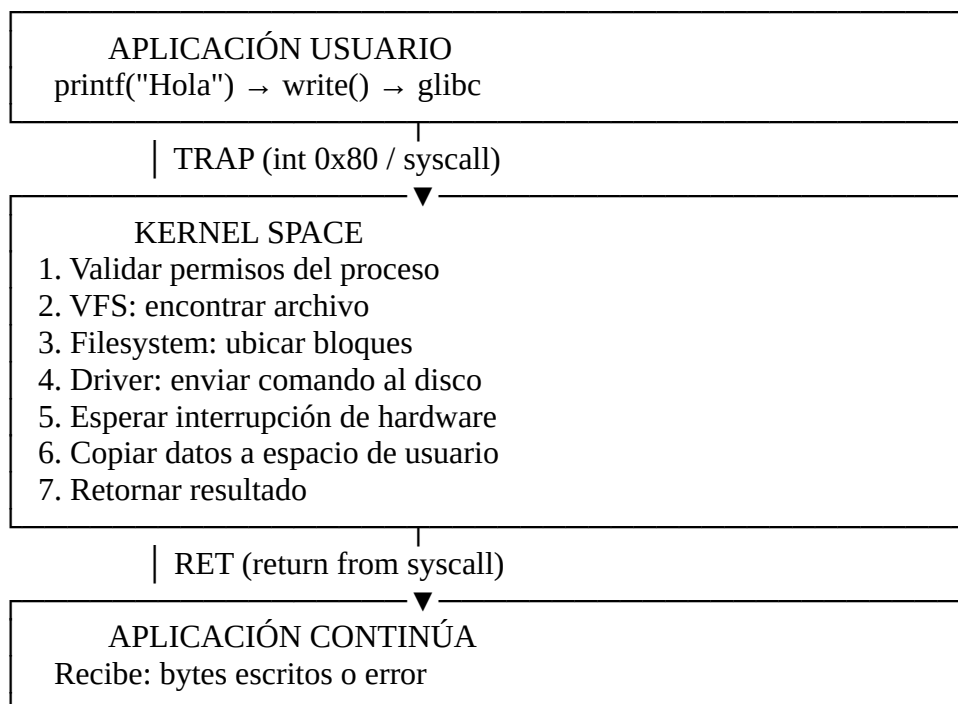 APLICACIÓN USUARIO
printf("Hola") → write() → glibc
│ TRAP (int 0x80 / syscall)
▼
KERNEL SPACE
1. Validar permisos del proceso
2. VFS: encontrar archivo
3. Filesystem: ubicar bloques
4. Driver: enviar comando al disco
5. Esperar interrupción de hardware
6. Copiar datos a espacio de usuario
7. Retornar resultado
│ RET (return from syscall)
▼
APLICACIÓN CONTINÚA
Recibe: bytes escritos o error